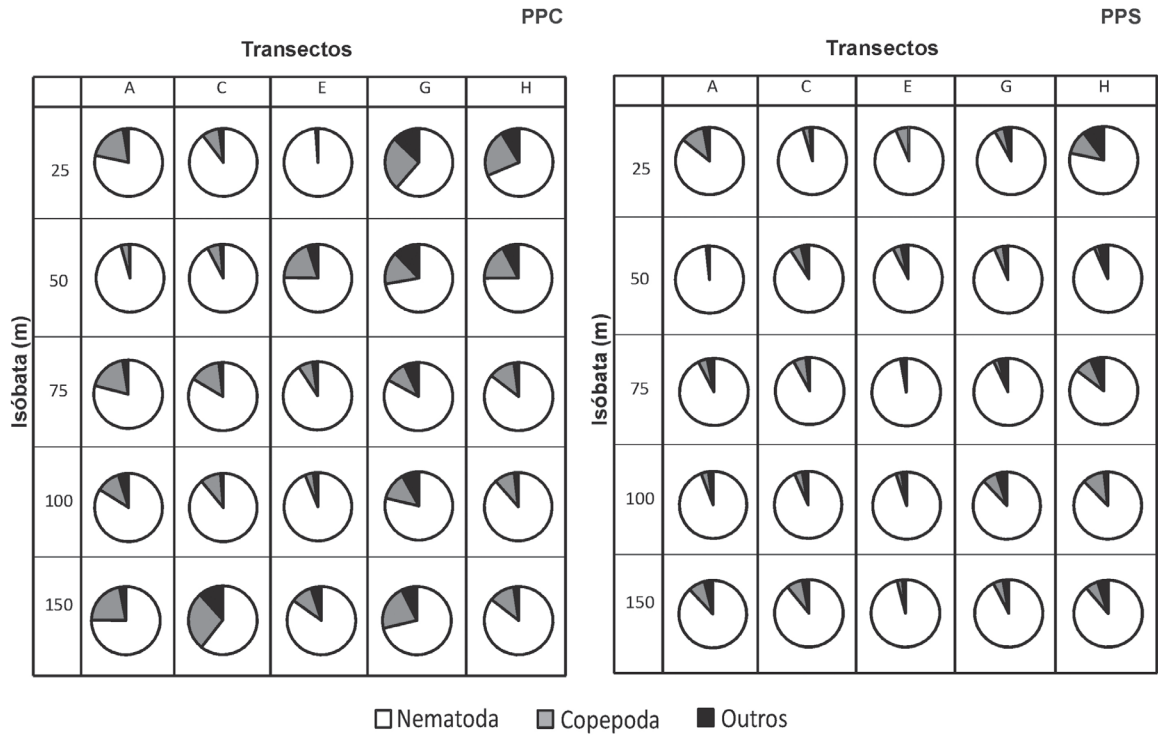 PPC
Transectos
A C E G H
Isóbata (m)
25
50
75
100
150
PPS
Transectos
A C E G H
Isóbata (m)
25
50
75
100
150
Nematoda Copepoda Outros